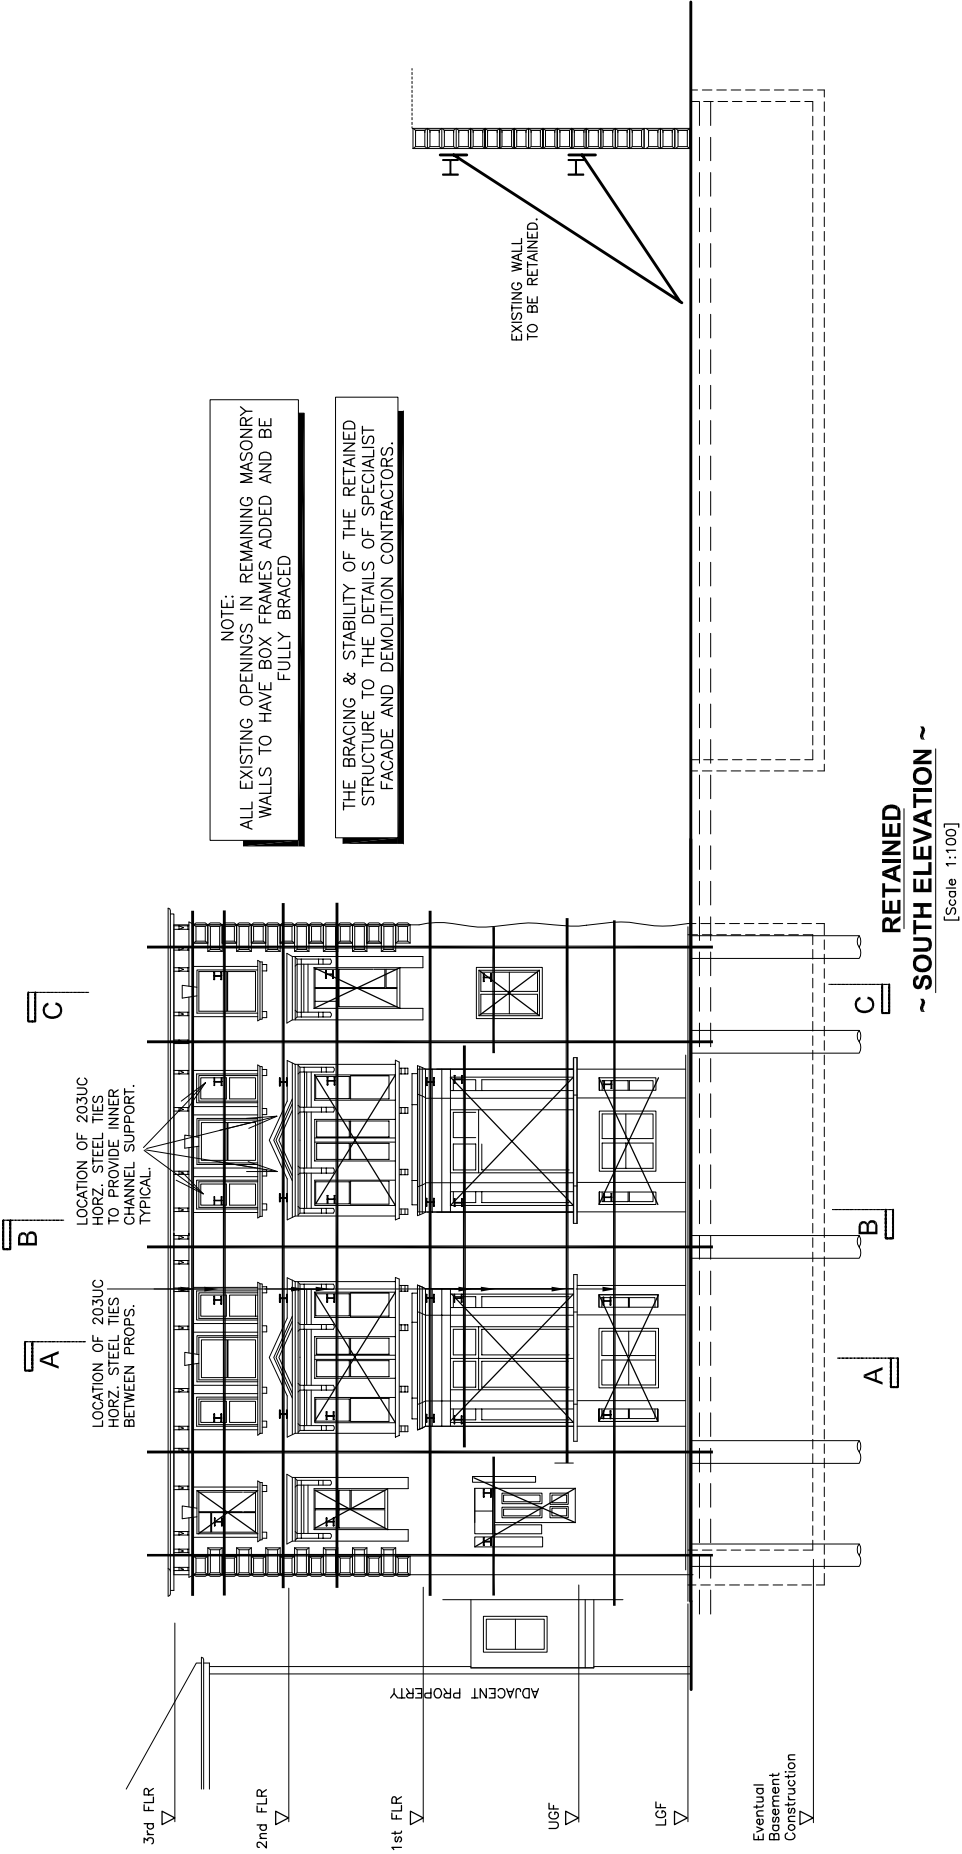 3rd FLR
2nd FLR
1st FLR
UGF
LGF
Eventual
Basement
Construction
ADJACENT PROPERTY
A
B
C
LOCATION OF 203UC
HORZ. STEEL TIES
BETWEEN PROPS.
LOCATION OF 203UC
HORZ. STEEL TIES
TO PROVIDE INNER
CHANNEL SUPPORT.
TYPICAL.
A
B
C
NOTE:
ALL EXISTING OPENINGS IN REMAINING MASONRY
WALLS TO HAVE BOX FRAMES ADDED AND BE
FULLY BRACED
THE BRACING & STABILITY OF THE RETAINED
STRUCTURE TO THE DETAILS OF SPECIALIST
FACADE AND DEMOLITION CONTRACTORS.
EXISTING WALL
TO BE RETAINED.
RETAINED
~ SOUTH ELEVATION ~
[Scale 1:100]